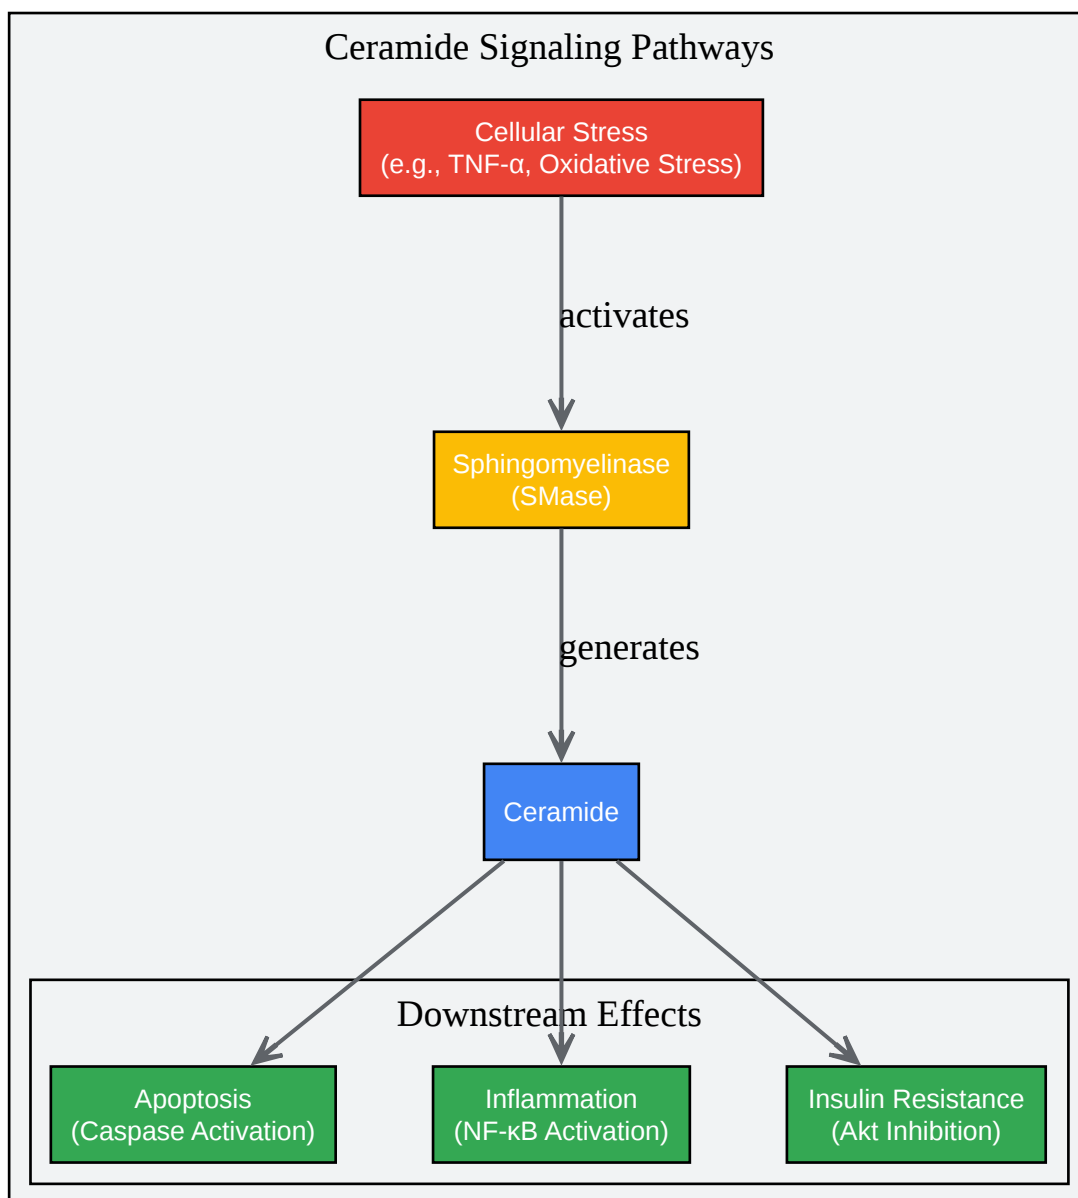 Ceramide Signaling Pathways
Cellular Stress
(e.g., TNF-α, Oxidative Stress)
activates
Sphingomyelinase
(SMase)
generates
Ceramide
Downstream Effects
Apoptosis
(Caspase Activation)
Inflammation
(NF-κB Activation)
Insulin Resistance
(Akt Inhibition)